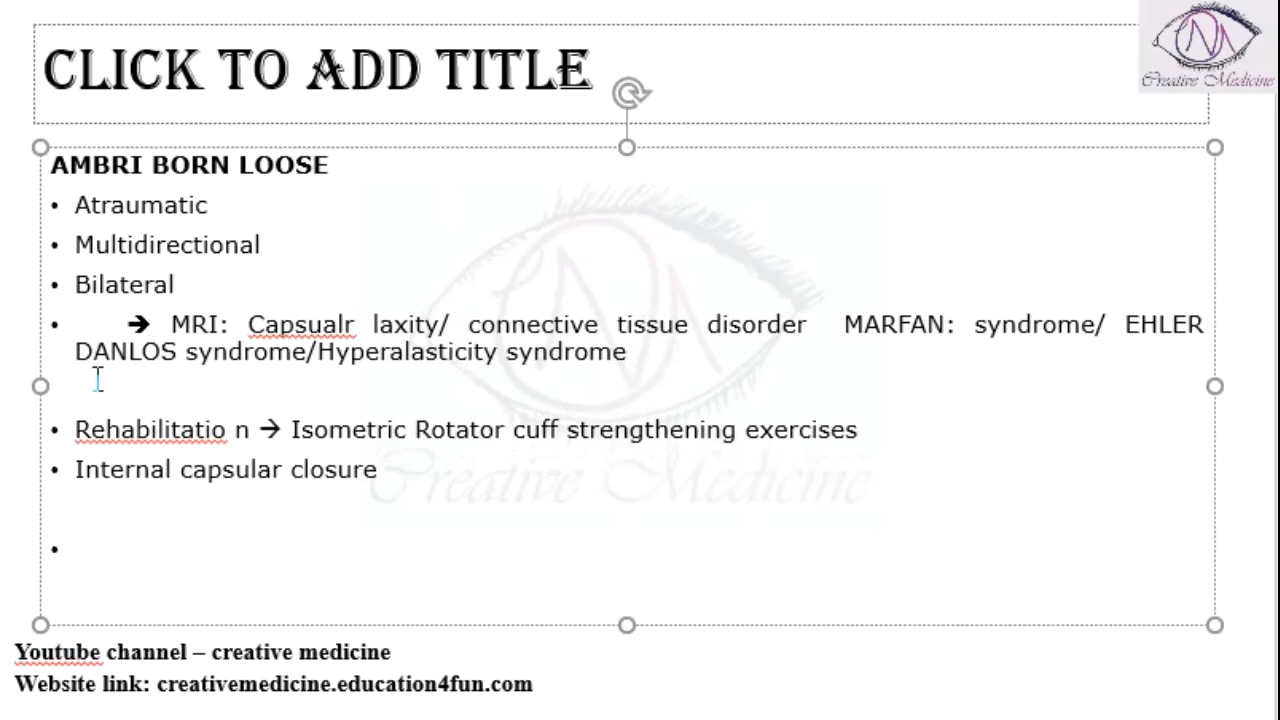 CLICK TO ADD TITLE
Creative Medicine
AMBRI BORN LOOSE
• Atraumatic
• Multidirectional
• Bilateral
• → MRI: Capsualr laxity/ connective tissue disorder MARFAN: syndrome/ EHLER
DANLOS syndrome/Hyperalasticity syndrome
• Rehabilitatio n → Isometric Rotator cuff strengthening exercises
• Internal capsular closure
Creative Medicine
•
Youtube channel – creative medicine
Website link: creativemedicine.education4fun.com